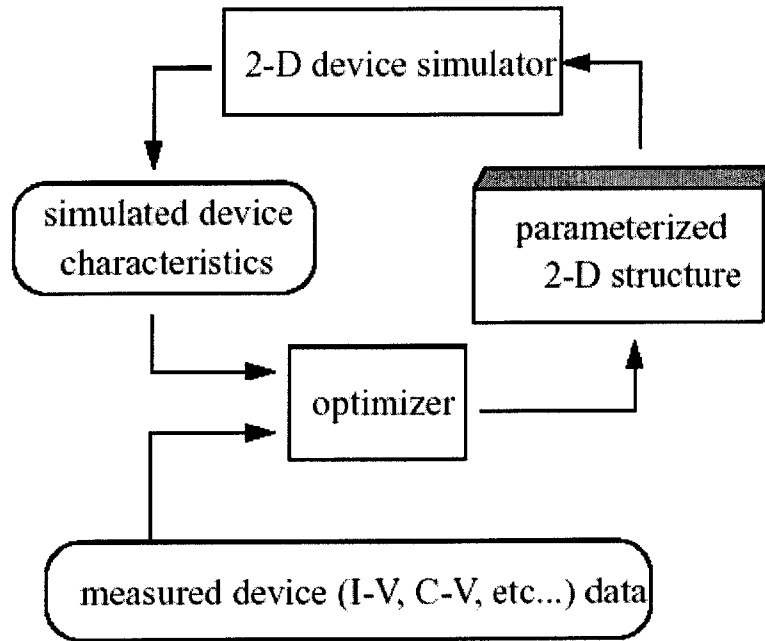 2-D device simulator
simulated device
characteristics
parameterized
2-D structure
optimizer
measured device (I-V, C-V, etc...) data